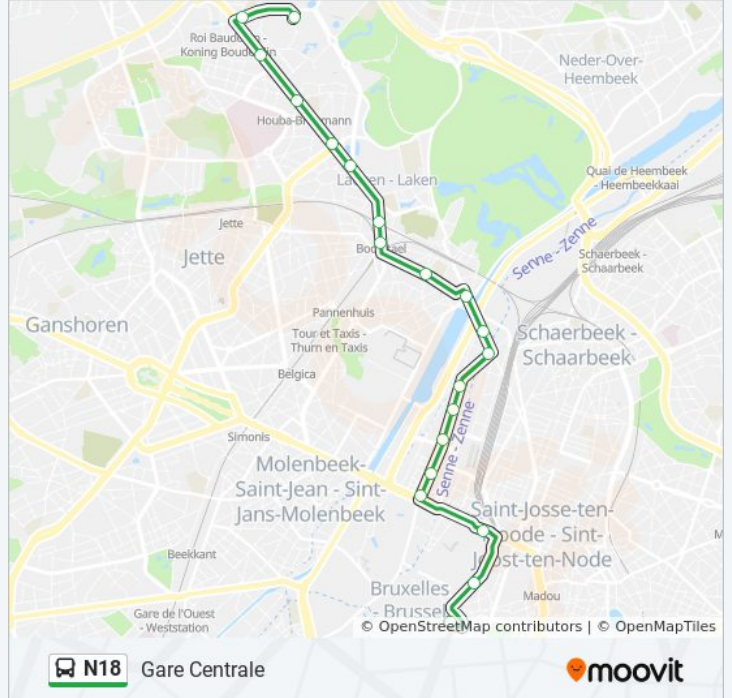 Roi Baudouin -
Koning Boudewijn
Neder-Over-
Heembeek
Houba-Brugmann
Quai de Heembeek
- Heembeekkaai
Laeken - Laken
Jette
Senne - Zenne
Jette
Bockstael
Schaerbeek -
Schaarbeek
Pannenhuis
Ganshoren
Tour et Taxis -
Thurn en Taxis
Schaerbeek -
Schaarbeek
Belgica
Senne - Zenne
Simonis
Molenbeek-
Saint-Jean - Sint-
Jans-Molenbeek
Saint-Josse-ten-
Noode - Sint-
Joost-ten-Node
M
Beekkant
Bruxelles
- Brussel
Madou
Gare de l'Ouest
- Weststation
© OpenStreetMap contributors | © OpenMapTiles
N18 Gare Centrale
moovit